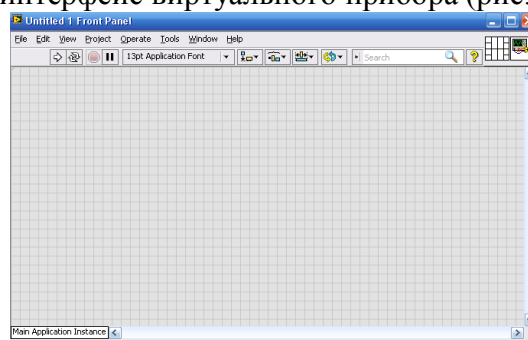 интерфейс виртуального прибора (рис.
Untitled 1 Front Panel
File Edit View Project Operate Tools Window Help
13pt Application Font Search
Main Application Instance